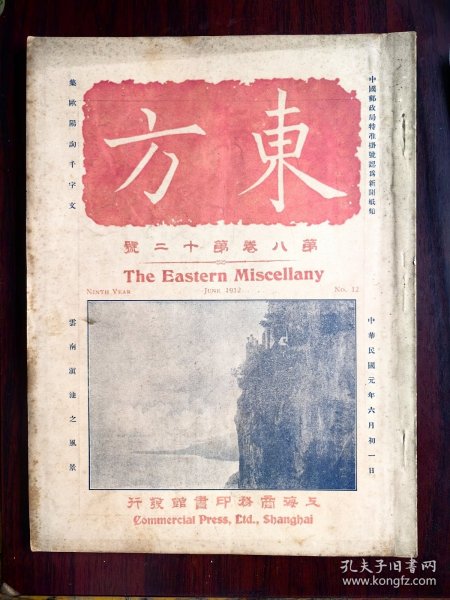 中國郵政局特准掛號認爲新聞紙類
東方
集歐陽詢千字文
第八卷第十二號
The Eastern Miscellany
NINTH YEAR JUNE 1912 No. 12
中華民國元年六月初一日
雲南滇池之風景
上海商務印書館發行
Commercial Press, Ltd., Shanghai
孔夫子旧书网
www.kongfz.com